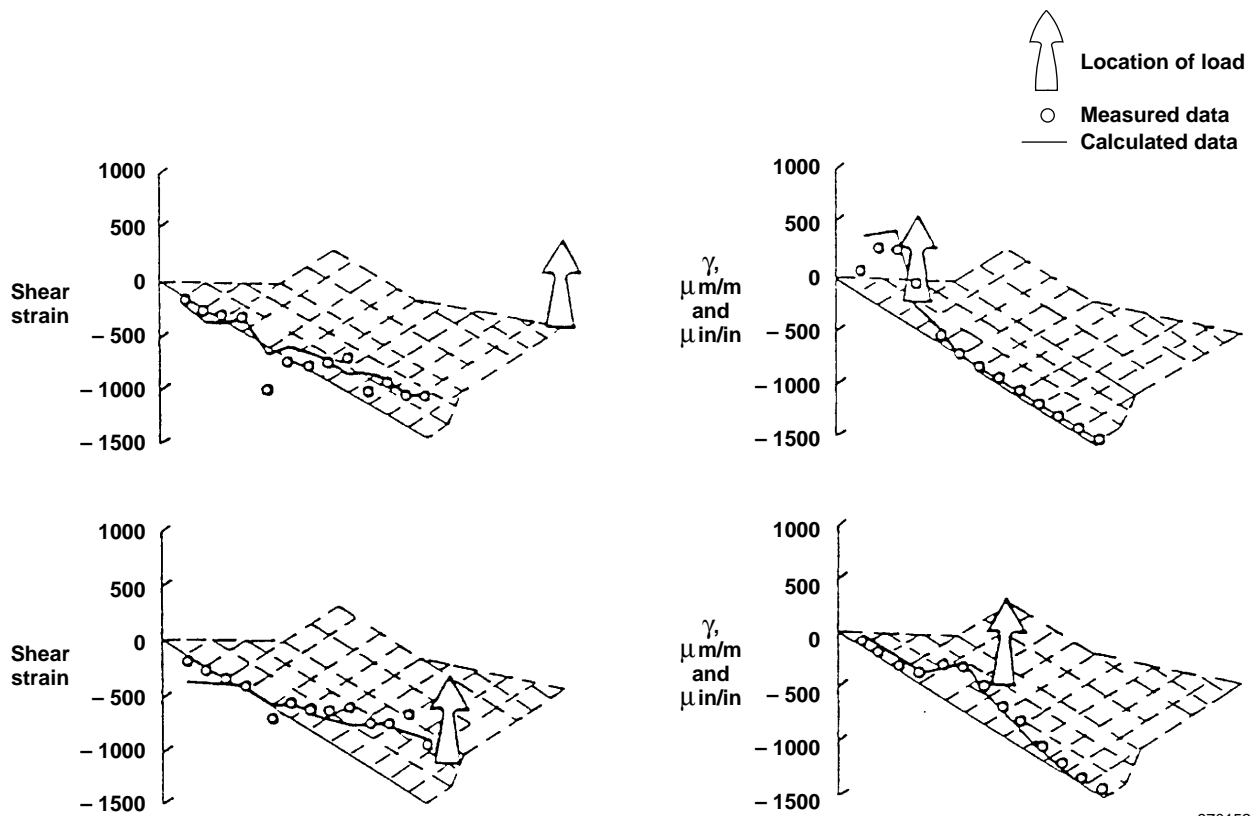 Location of load
Measured data
Calculated data
1000
500
0
– 500
– 1000
– 1500
Shear
strain
1000
500
0
– 500
– 1000
– 1500
γ,
μ m/m
and
μ in/in
1000
500
0
– 500
– 1000
– 1500
Shear
strain
1000
500
0
– 500
– 1000
– 1500
γ,
μ m/m
and
μ in/in